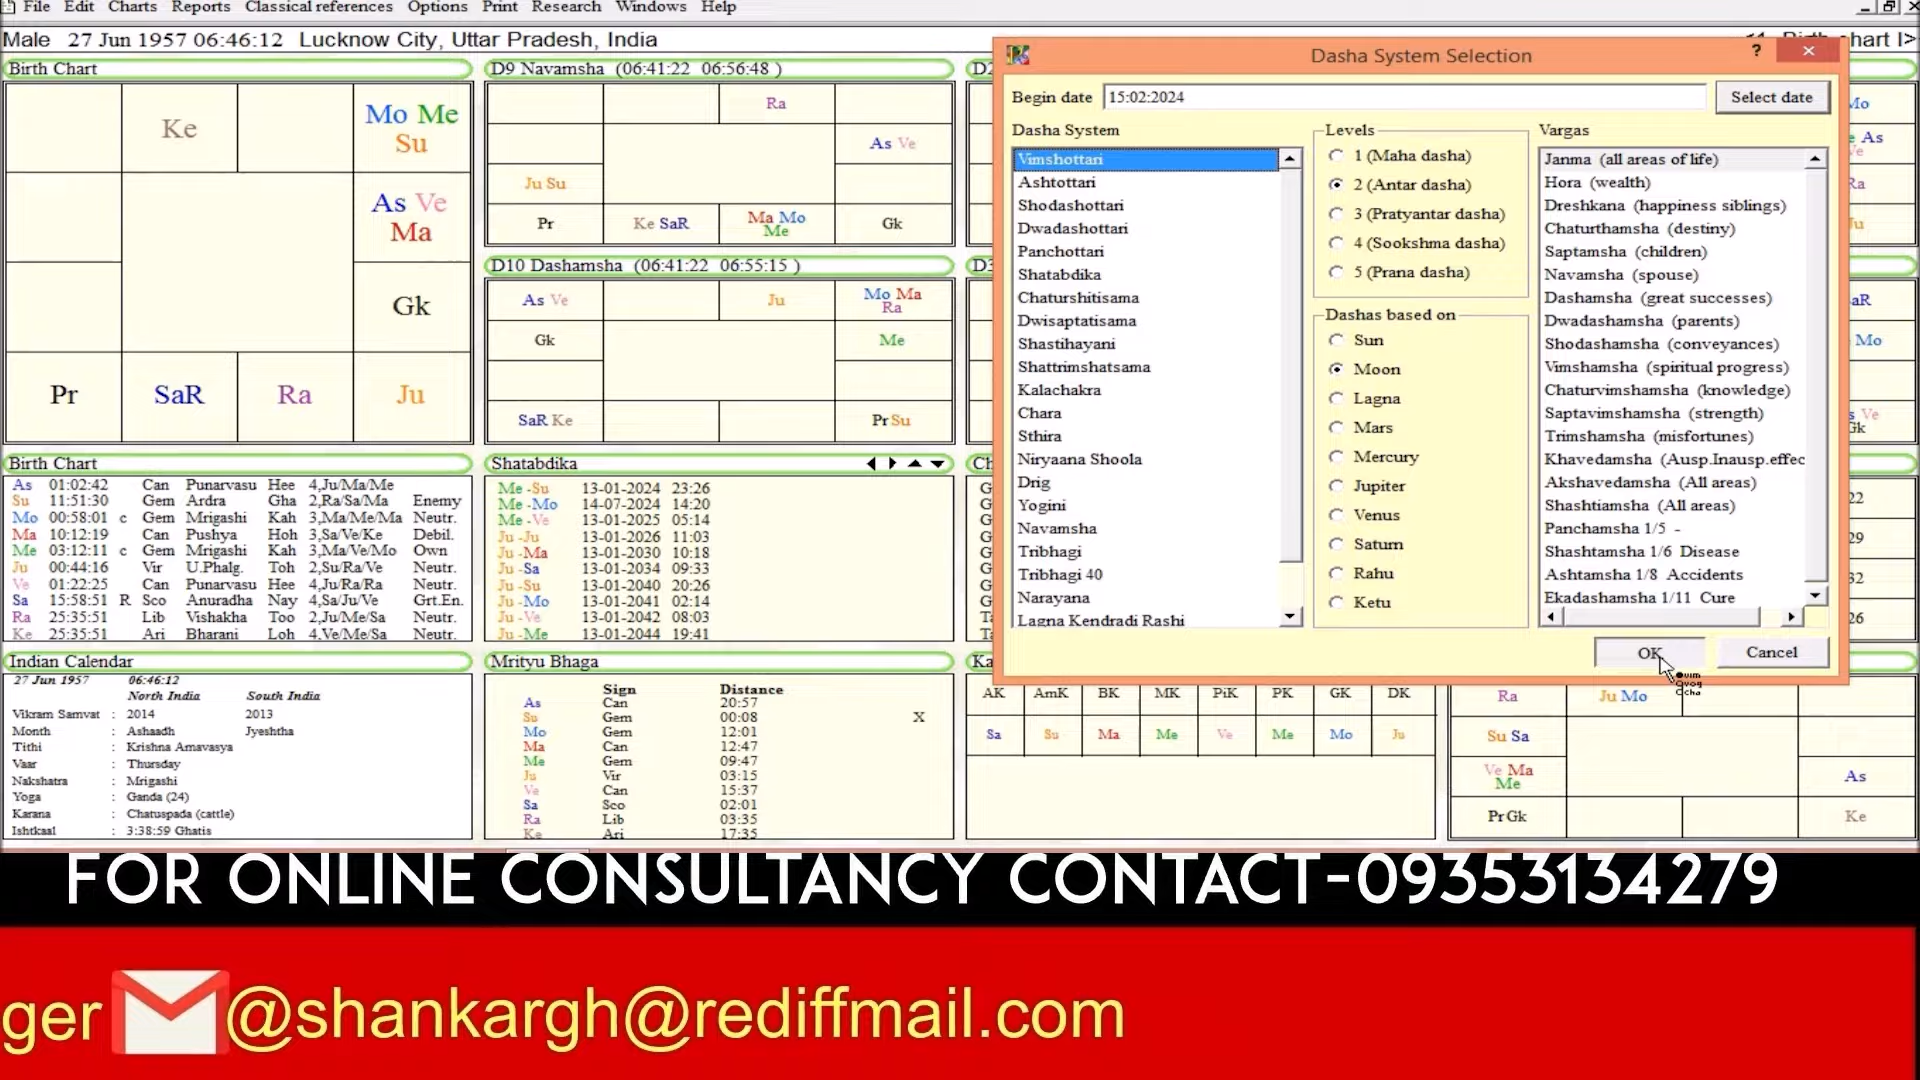 File Edit Charts Reports Classical references Options Print Research Windows Help
Male 27 Jun 1957 06:46:12 Lucknow City, Uttar Pradesh, India
Birth Chart
Ke
Mo Me
Su
As Ve
Ma
Gk
Pr SaR Ra Ju
D9 Navamsha (06:41:22 06:56:48 )
Ra
As Ve
Ju Su
Pr Ke SaR Ma Mo Gk
Me
D10 Dashamsha (06:41:22 06:55:15 )
As Ve Ju Mo Ma
Ra
Gk Me
SaR Ke Pr Su
Dasha System Selection
Begin date 15:02:2024 Select date
Dasha System
Vimshottari
Ashtottari
Shodashottari
Dwadashottari
Panchottari
Shatabdika
Chaturshitisama
Dwisaptatisama
Shastihayani
Shattrimshatsama
Kalachakra
Chara
Sthira
Niryaana Shoola
Drig
Yogini
Navamsha
Tribhagi
Tribhagi 40
Narayana
Lagna Kendradi Rashi
Levels
1 (Maha dasha)
2 (Antar dasha)
3 (Pratyantar dasha)
4 (Sookshma dasha)
5 (Prana dasha)
Dashas based on
Sun
Moon
Lagna
Mars
Mercury
Jupiter
Venus
Saturn
Rahu
Ketu
Vargas
Janma (all areas of life)
Hora (wealth)
Dreshkana (happiness siblings)
Chaturthamsha (destiny)
Saptamsha (children)
Navamsha (spouse)
Dashamsha (great successes)
Dwadashamsha (parents)
Shodashamsha (conveyances)
Vimshamsha (spiritual progress)
Chaturvimshamsha (knowledge)
Saptavimshamsha (strength)
Trimshamsha (misfortunes)
Khavedamsha (Ausp.Inausp.effec
Akshavedamsha (All areas)
Shashtiamsha (All areas)
Panchamsha 1/5 -
Shashtamsha 1/6 Disease
Ashtamsha 1/8 Accidents
Ekadashamsha 1/11 Cure
OK Cancel
Birth Chart
As 01:02:42 Can Punarvasu Hee 4,Ju/Ma/Me
Su 11:51:30 Gem Ardra Gha 2,Ra/Sa/Ma Enemy
Mo 00:58:01 c Gem Mrigashi Kah 3,Ma/Me/Ma Neutr.
Ma 10:12:19 Can Pushya Hoh 3,Sa/Ve/Ke Debil.
Me 03:12:11 c Gem Mrigashi Kah 3,Ma/Ve/Mo Own
Ju 00:44:16 Vir U.Phalg. Toh 2,Su/Ra/Ve Neutr.
Ve 01:22:25 Can Punarvasu Hee 4,Ju/Ra/Ra Neutr.
Sa 15:58:51 R Sco Anuradha Nay 4,Sa/Ju/Ve Grt.En.
Ra 25:35:51 Lib Vishakha Too 2,Ju/Me/Sa Neutr.
Ke 25:35:51 Ari Bharani Loh 4,Ve/Me/Sa Neutr.
Shatabdika
Me -Su 13-01-2024 23:26
Me -Mo 14-07-2024 14:20
Me -Ve 13-01-2025 05:14
Ju -Ju 13-01-2026 11:03
Ju -Ma 13-01-2030 10:18
Ju -Sa 13-01-2034 09:33
Ju -Su 13-01-2040 20:26
Ju -Mo 13-01-2041 02:14
Ju -Ve 13-01-2042 08:03
Ju -Me 13-01-2044 19:41
Indian Calendar
27 Jun 1957 06:46:12
North India South India
Vikram Samvat : 2014 2013
Month : Ashaadh Jyeshtha
Tithi : Krishna Amavasya
Vaar : Thursday
Nakshatra : Mrigashi
Yoga : Ganda (24)
Karana : Chatuspada (cattle)
Ishtkaal : 3:38:59 Ghatis
Mrityu Bhaga
Sign Distance
As Can 20:57
Su Gem 00:08 X
Mo Gem 12:01
Ma Can 12:47
Me Gem 09:47
Ju Vir 03:15
Ve Can 15:37
Sa Sco 02:01
Ra Lib 03:35
Ke Ari 17:35
AK AmK BK MK PiK PK GK DK
Sa Su Ma Me Ve Me Mo Ju
Ra Ju Mo
Su Sa
Ve Ma As
Me
Pr Gk Ke
FOR ONLINE CONSULTANCY CONTACT-09353134279
ger @shankargh@rediffmail.com